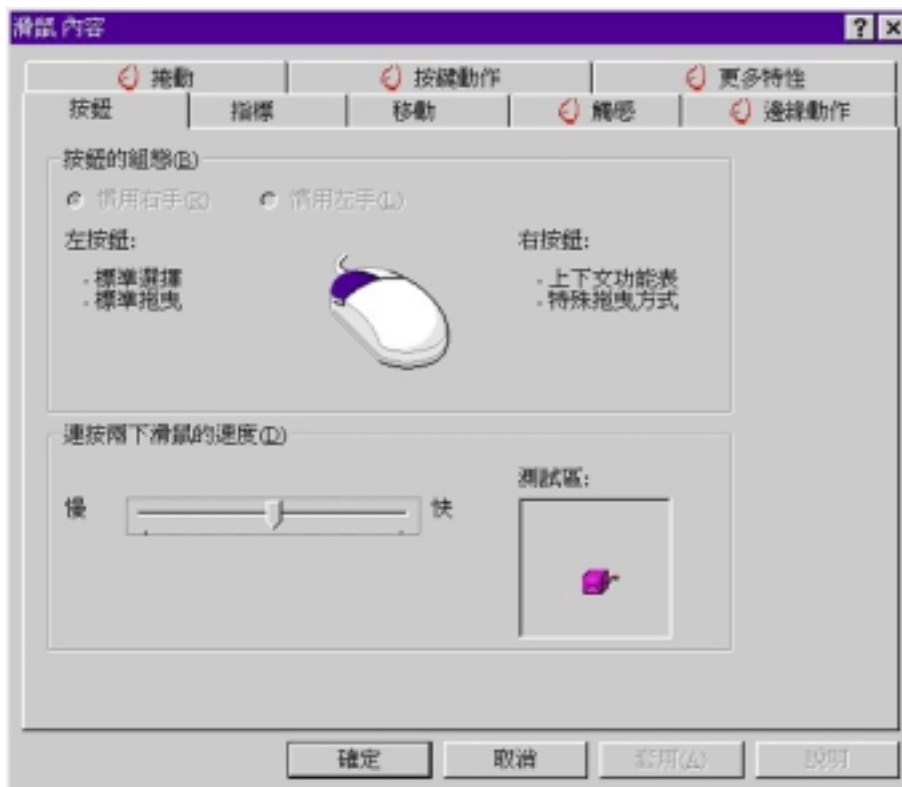 滑鼠 內容
捲動
按鍵動作
更多特性
按鈕
指標
移動
觸感
邊緣動作
按鈕的組態(B)
慣用右手(R)
慣用左手(L)
左按鈕:
右按鈕:
- 標準選擇
- 標準拖曳
- 上下文功能表
- 特殊拖曳方式
連按兩下滑鼠的速度(D)
測試區:
慢
快
確定
取消
套用(A)
說明